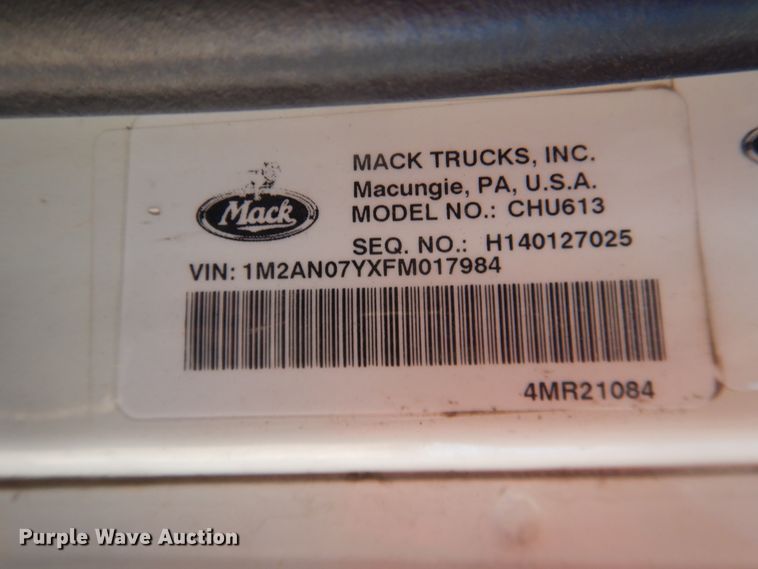 Mack
MACK TRUCKS, INC.
Macungie, PA, U.S.A.
MODEL NO.: CHU613
SEQ. NO.: H140127025
VIN: 1M2AN07YXFM017984
4MR21084
Purple Wave Auction